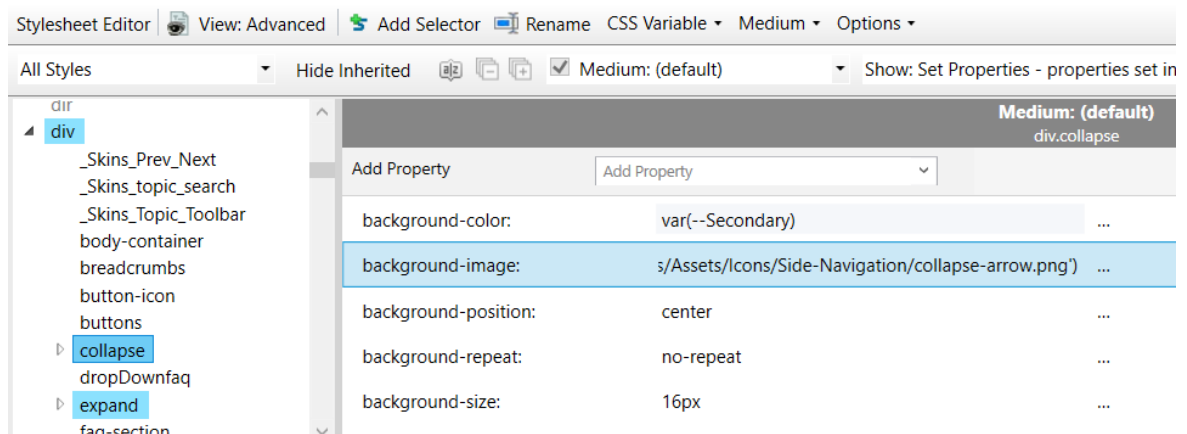 Stylesheet Editor View: Advanced Add Selector Rename CSS Variable Medium Options
All Styles Hide Inherited a|z Medium: (default) Show: Set Properties - properties set in
dir
div
_Skins_Prev_Next
_Skins_topic_search
_Skins_Topic_Toolbar
body-container
breadcrumbs
button-icon
buttons
collapse
dropDownfaq
expand
faq-section
Medium: (default)
div.collapse
Add Property Add Property
background-color: var(--Secondary) ...
background-image: s/Assets/Icons/Side-Navigation/collapse-arrow.png') ...
background-position: center ...
background-repeat: no-repeat ...
background-size: 16px ...